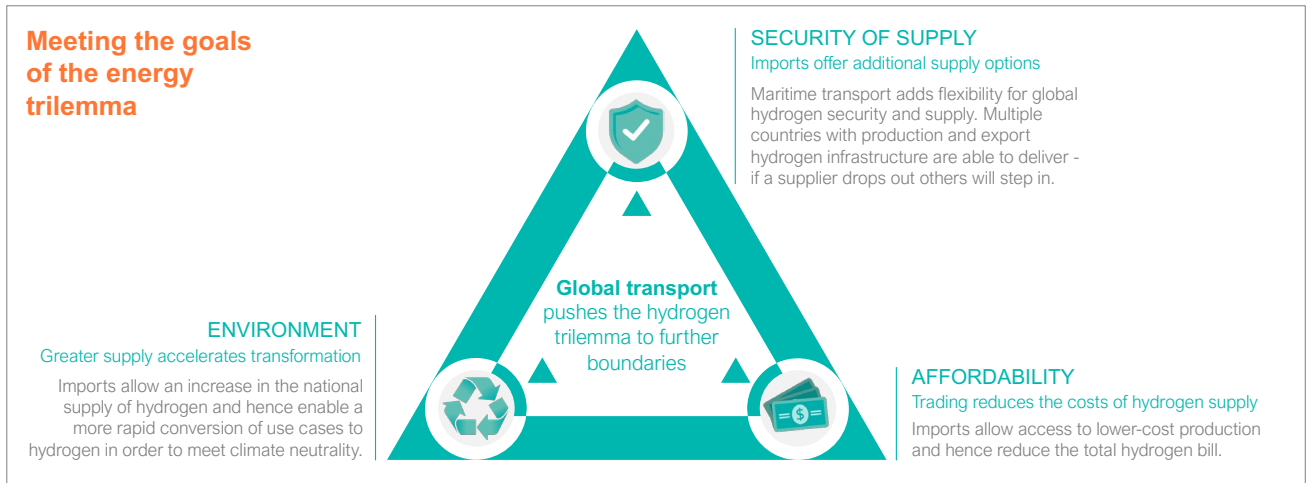 Meeting the goals
of the energy
trilemma
SECURITY OF SUPPLY
Imports offer additional supply options
Maritime transport adds flexibility for global
hydrogen security and supply. Multiple
countries with production and export
hydrogen infrastructure are able to deliver -
if a supplier drops out others will step in.
Global transport
pushes the hydrogen
trilemma to further
boundaries
ENVIRONMENT
Greater supply accelerates transformation
Imports allow an increase in the national
supply of hydrogen and hence enable a
more rapid conversion of use cases to
hydrogen in order to meet climate neutrality.
$
AFFORDABILITY
Trading reduces the costs of hydrogen supply
Imports allow access to lower-cost production
and hence reduce the total hydrogen bill.